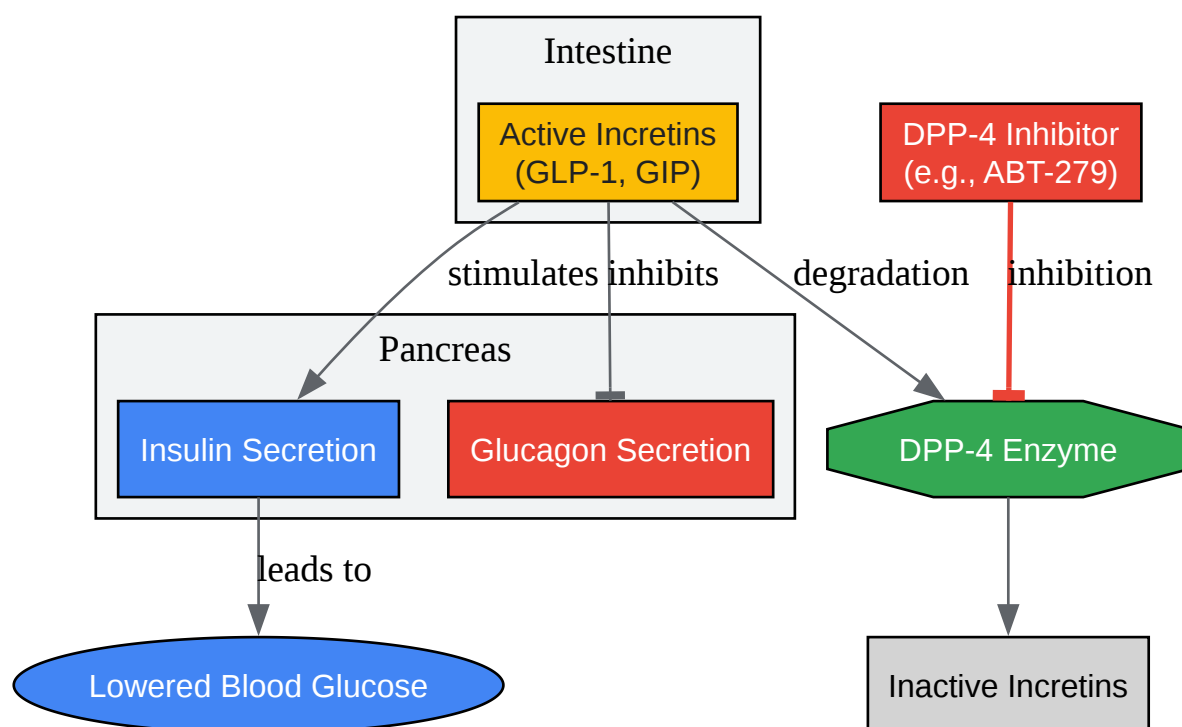 Intestine
Active Incretins
(GLP-1, GIP)
DPP-4 Inhibitor
(e.g., ABT-279)
stimulates
inhibits
degradation
inhibition
Pancreas
Insulin Secretion
Glucagon Secretion
DPP-4 Enzyme
leads to
Lowered Blood Glucose
Inactive Incretins